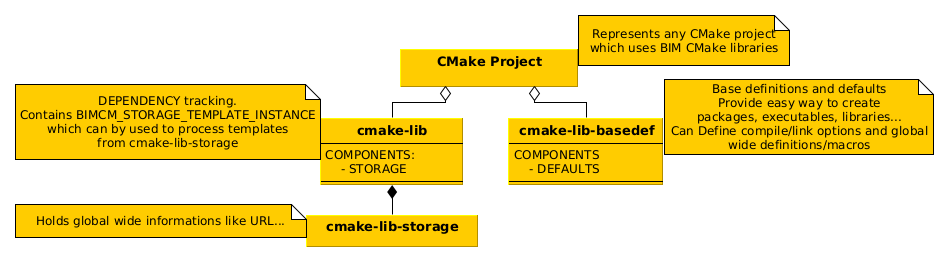 Represents any CMake project
which uses BIM CMake libraries
CMake Project
DEPENDENCY tracking.
Contains BIMCM_STORAGE_TEMPLATE_INSTANCE
which can by used to process templates
from cmake-lib-storage
cmake-lib
COMPONENTS:
- STORAGE
cmake-lib-basedef
COMPONENTS
- DEFAULTS
Base definitions and defaults
Provide easy way to create
packages, executables, libraries...
Can Define compile/link options and global
wide definitions/macros
Holds global wide informations like URL...
cmake-lib-storage